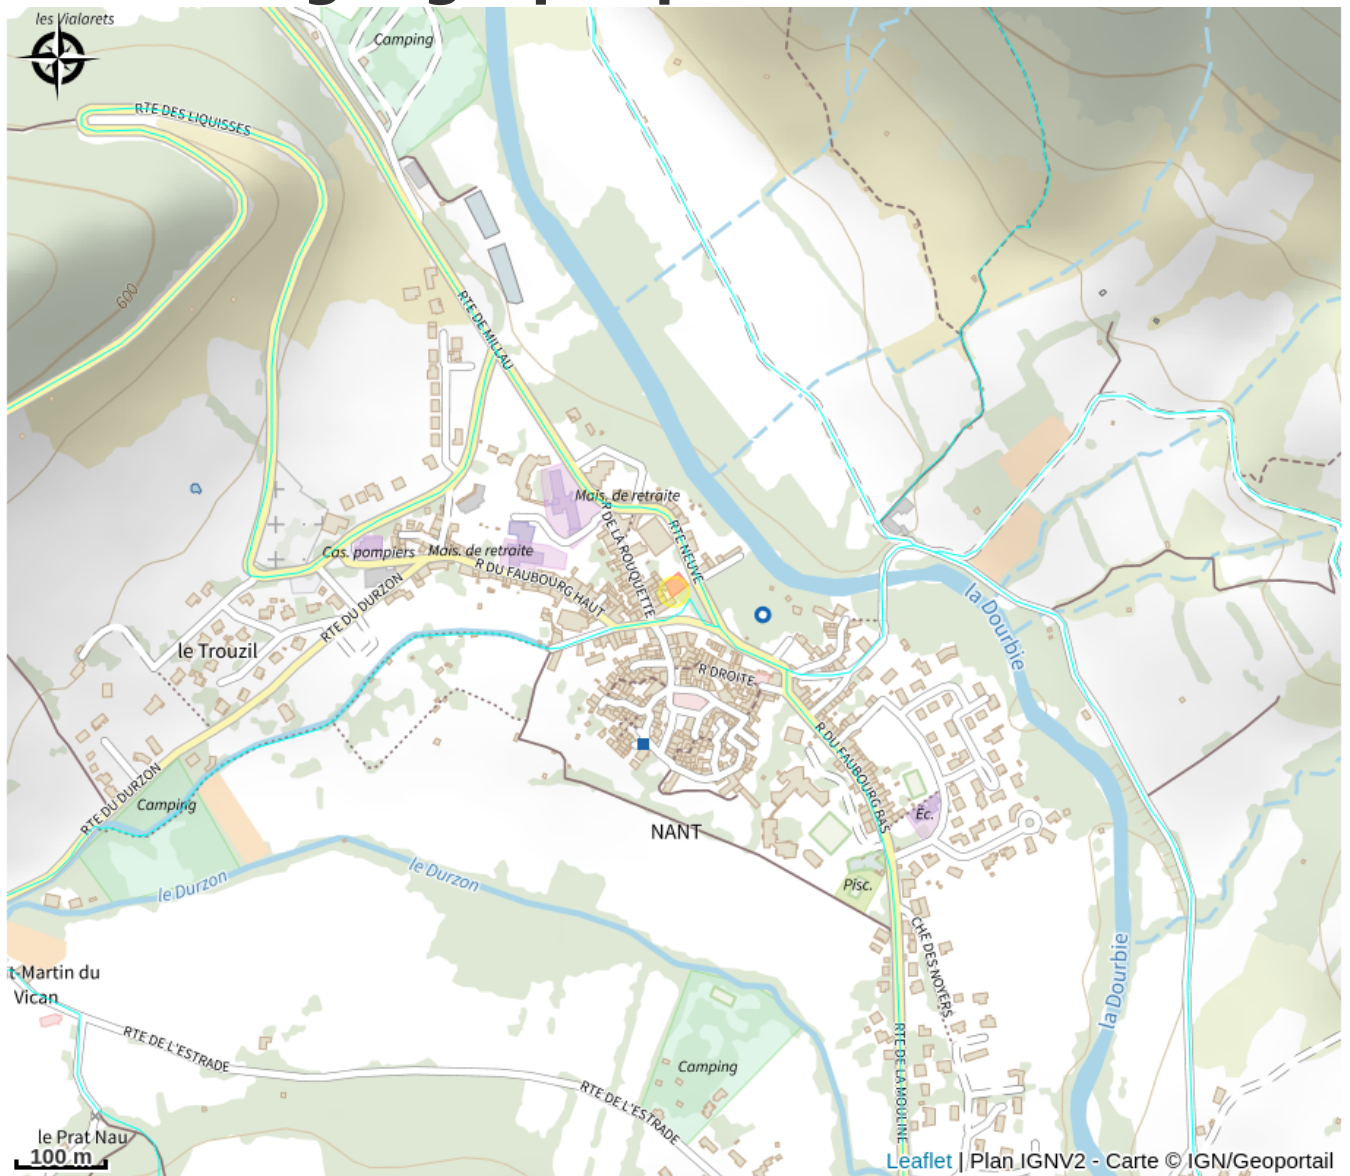 les Vialarets
Camping
RTE DES LIQUISSES
600
RTE DE MILLAU
Mais. de retraite
R DE LA ROUQUETTE
RTE NEUVE
Cas. pompiers
Mais. de retraite
R DU FAUBOURG HAUT
RTE DU DURZON
le Trouzil
la Dourbie
R DROITE
R DU FAUBOURG BAS
RTE DU DURZON
Camping
Éc.
NANT
le Durzon
le Durzon
Pisc.
CHE DES NOYERS
la Dourbie
t-Martin du
Vican
RTE DE L'ESTRADE
RTE DE LA MOULINE
Camping
RTE DE L'ESTRADE
le Prat Nau
100 m
Leaflet | Plan IGNV2 - Carte © IGN/Geoportail